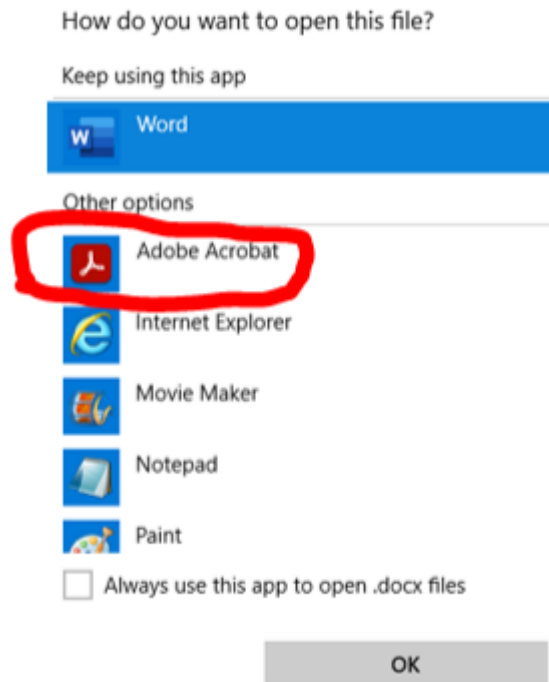 How do you want to open this file?
Keep using this app
W
Word
Other options
Adobe Acrobat
Internet Explorer
Movie Maker
Notepad
Paint
Always use this app to open .docx files
OK